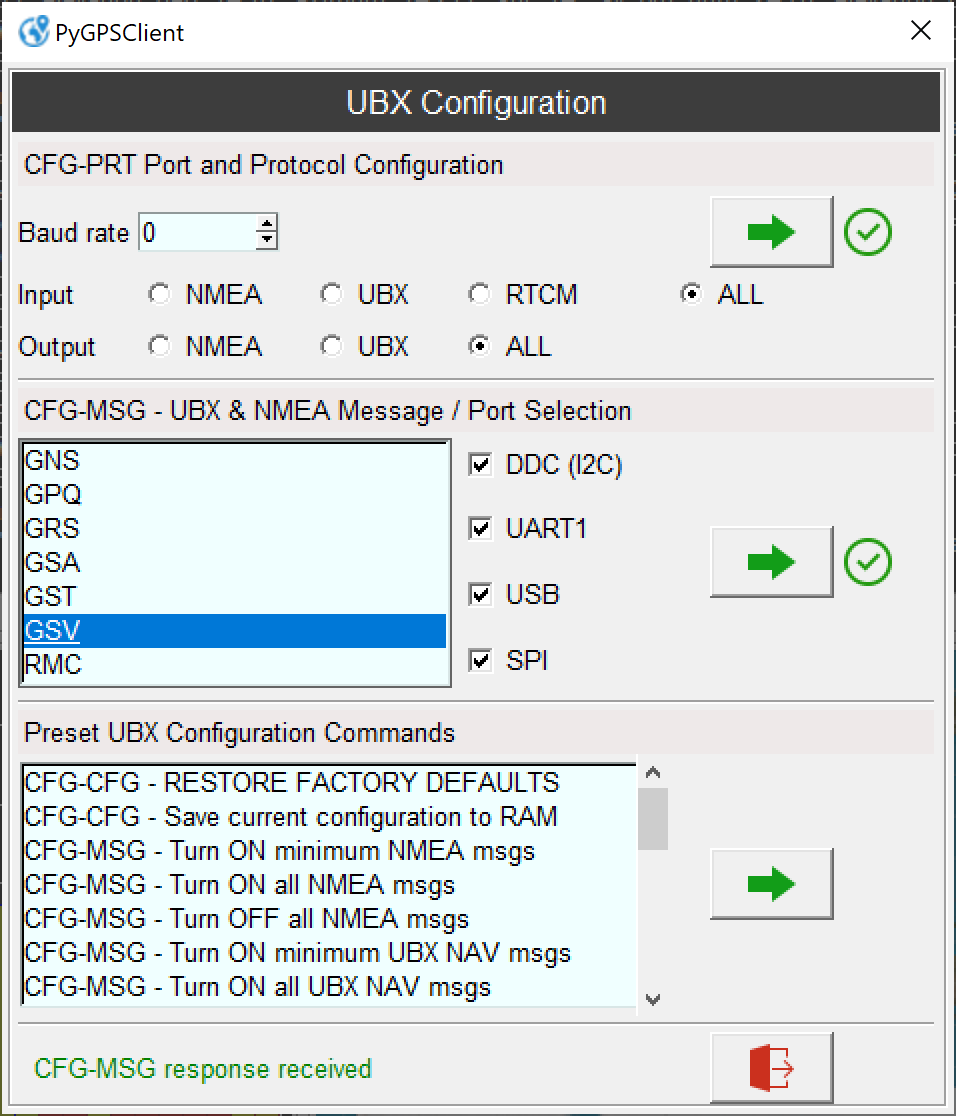 PyGPSClient
UBX Configuration
CFG-PRT Port and Protocol Configuration
Baud rate 0
Input NMEA UBX RTCM ALL
Output NMEA UBX ALL
CFG-MSG - UBX & NMEA Message / Port Selection
GNS
GPQ
GRS
GSA
GST
GSV
RMC
DDC (I2C)
UART1
USB
SPI
Preset UBX Configuration Commands
CFG-CFG - RESTORE FACTORY DEFAULTS
CFG-CFG - Save current configuration to RAM
CFG-MSG - Turn ON minimum NMEA msgs
CFG-MSG - Turn ON all NMEA msgs
CFG-MSG - Turn OFF all NMEA msgs
CFG-MSG - Turn ON minimum UBX NAV msgs
CFG-MSG - Turn ON all UBX NAV msgs
CFG-MSG response received